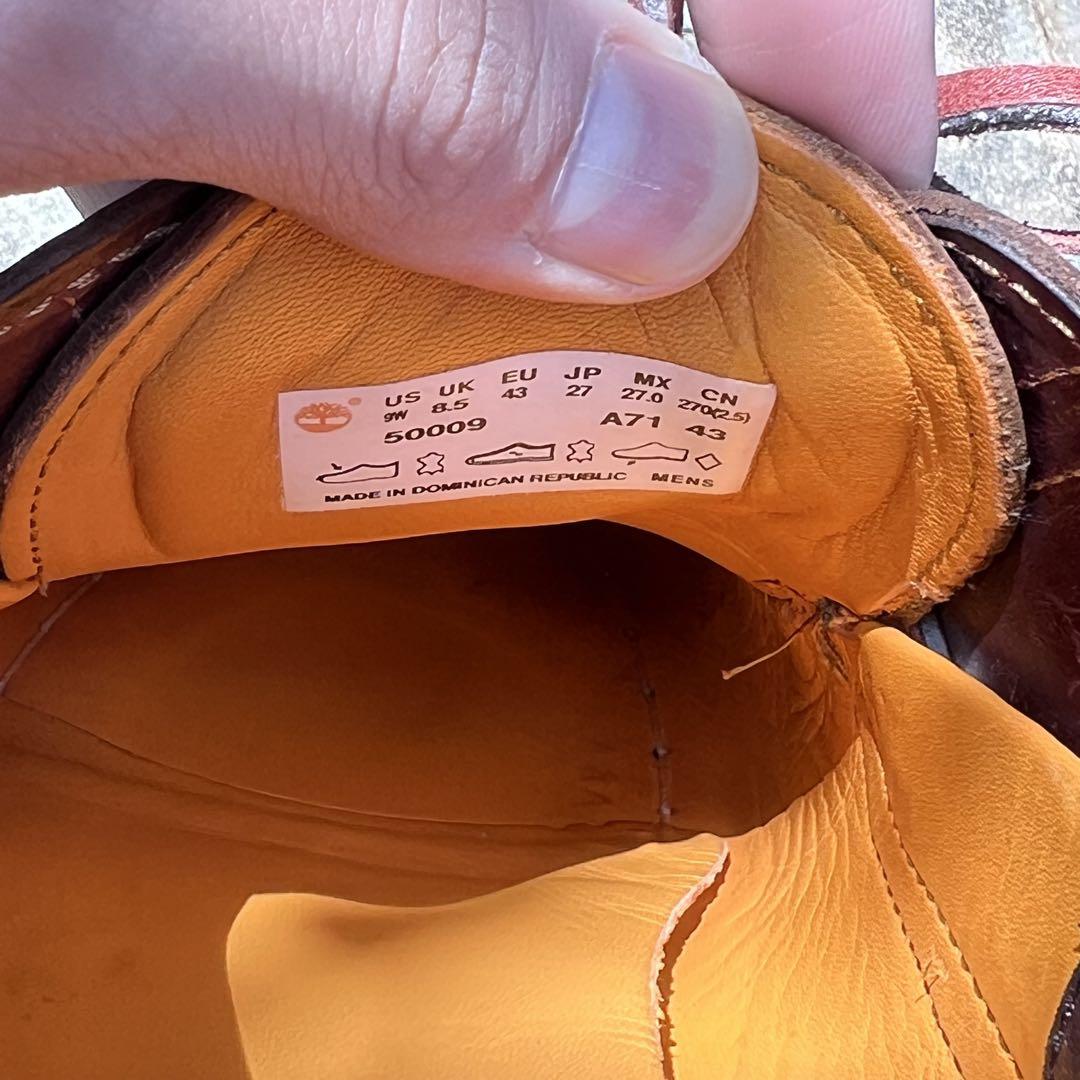 US UK EU JP MX CN
9W 8.5 43 27 27.0 270(2.5)
50009 A71 43
MADE IN DOMINICAN REPUBLIC MENS